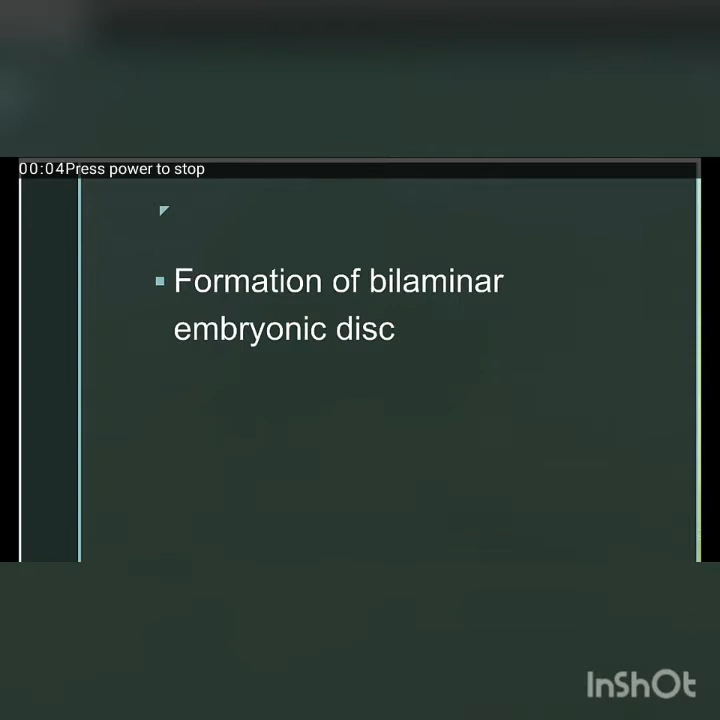 00:04Press power to stop
Formation of bilaminar
embryonic disc
InShOt